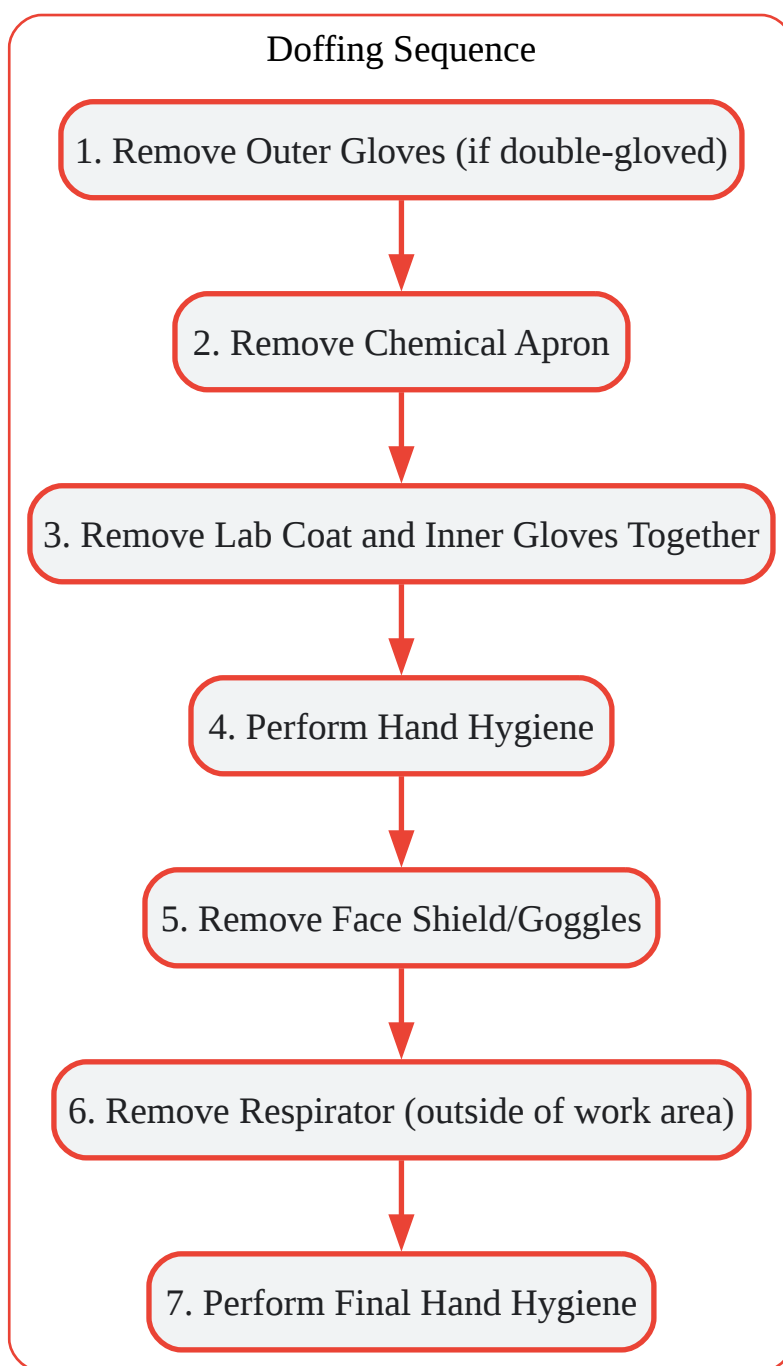 Doffing Sequence
1. Remove Outer Gloves (if double-gloved)
2. Remove Chemical Apron
3. Remove Lab Coat and Inner Gloves Together
4. Perform Hand Hygiene
5. Remove Face Shield/Goggles
6. Remove Respirator (outside of work area)
7. Perform Final Hand Hygiene